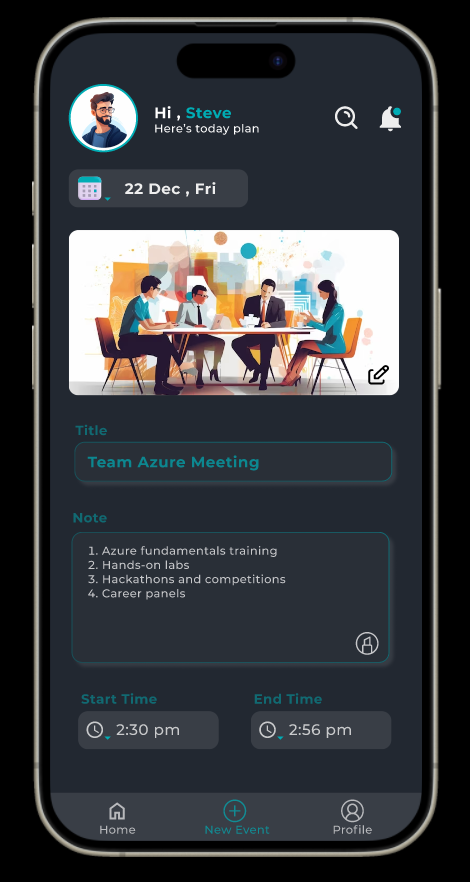 Hi , Steve
Here's today plan
22 Dec , Fri
Title
Team Azure Meeting
Note
1. Azure fundamentals training
2. Hands-on labs
3. Hackathons and competitions
4. Career panels
Start Time
End Time
2:30 pm
2:56 pm
Home
New Event
Profile